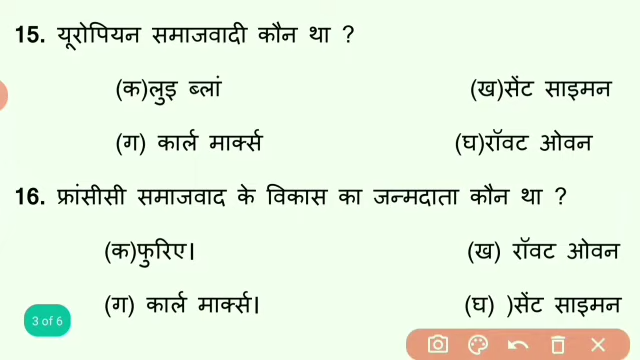 15. यूरोपियन समाजवादी कौन था ?
(क)लुइ ब्लां (ख)सेंट साइमन
(ग) कार्ल मार्क्स (घ)रॉवट ओवन
16. फ्रांसीसी समाजवाद के विकास का जन्मदाता कौन था ?
(क)फुरिए। (ख) रॉवट ओवन
(ग) कार्ल मार्क्स। (घ) )सेंट साइमन
3 of 6